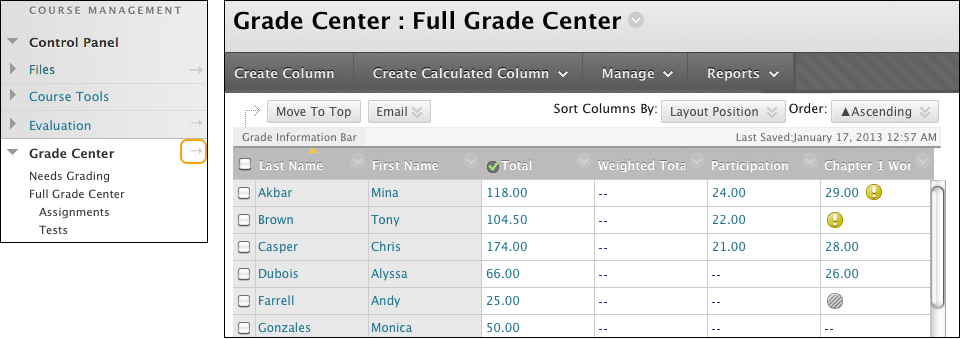 COURSE MANAGEMENT
Control Panel
Files
Course Tools
Evaluation
Grade Center
Needs Grading
Full Grade Center
Assignments
Tests
Grade Center : Full Grade Center
Create Column Create Calculated Column Manage Reports
Move To Top Email Sort Columns By: Layout Position Order: ▲Ascending
Grade Information Bar Last Saved:January 17, 2013 12:57 AM
Last Name First Name Total Weighted Tota Participation Chapter 1 Wor
Akbar Mina 118.00 -- 24.00 29.00
Brown Tony 104.50 -- 22.00
Casper Chris 174.00 -- 21.00 28.00
Dubois Alyssa 66.00 -- -- 26.00
Farrell Andy 25.00 -- --
Gonzales Monica 50.00 -- -- --